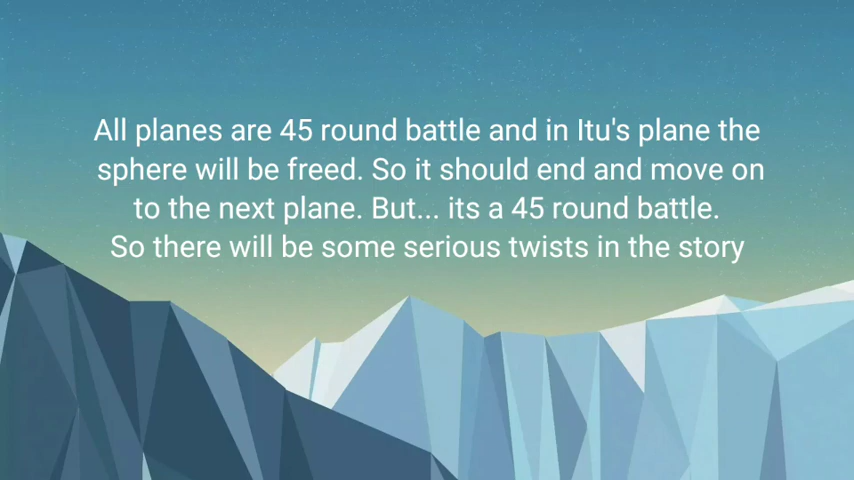 All planes are 45 round battle and in Itu's plane the
sphere will be freed. So it should end and move on
to the next plane. But... its a 45 round battle.
So there will be some serious twists in the story